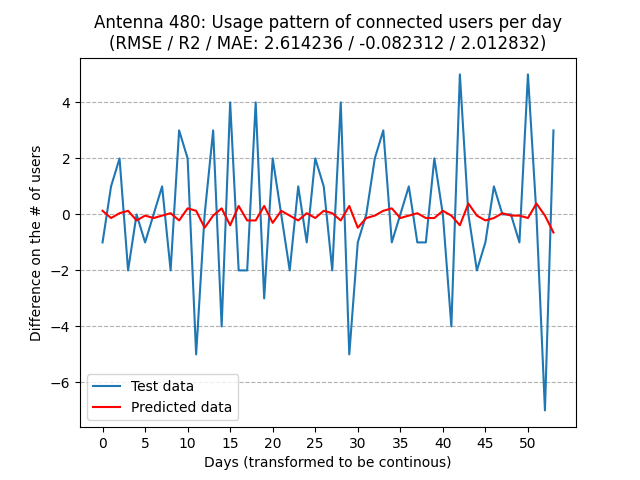 Antenna 480: Usage pattern of connected users per day
(RMSE / R2 / MAE: 2.614236 / -0.082312 / 2.012832)
Difference on the # of users
4
2
0
−2
−4
−6
Test data
Predicted data
0 5 10 15 20 25 30 35 40 45 50
Days (transformed to be continous)